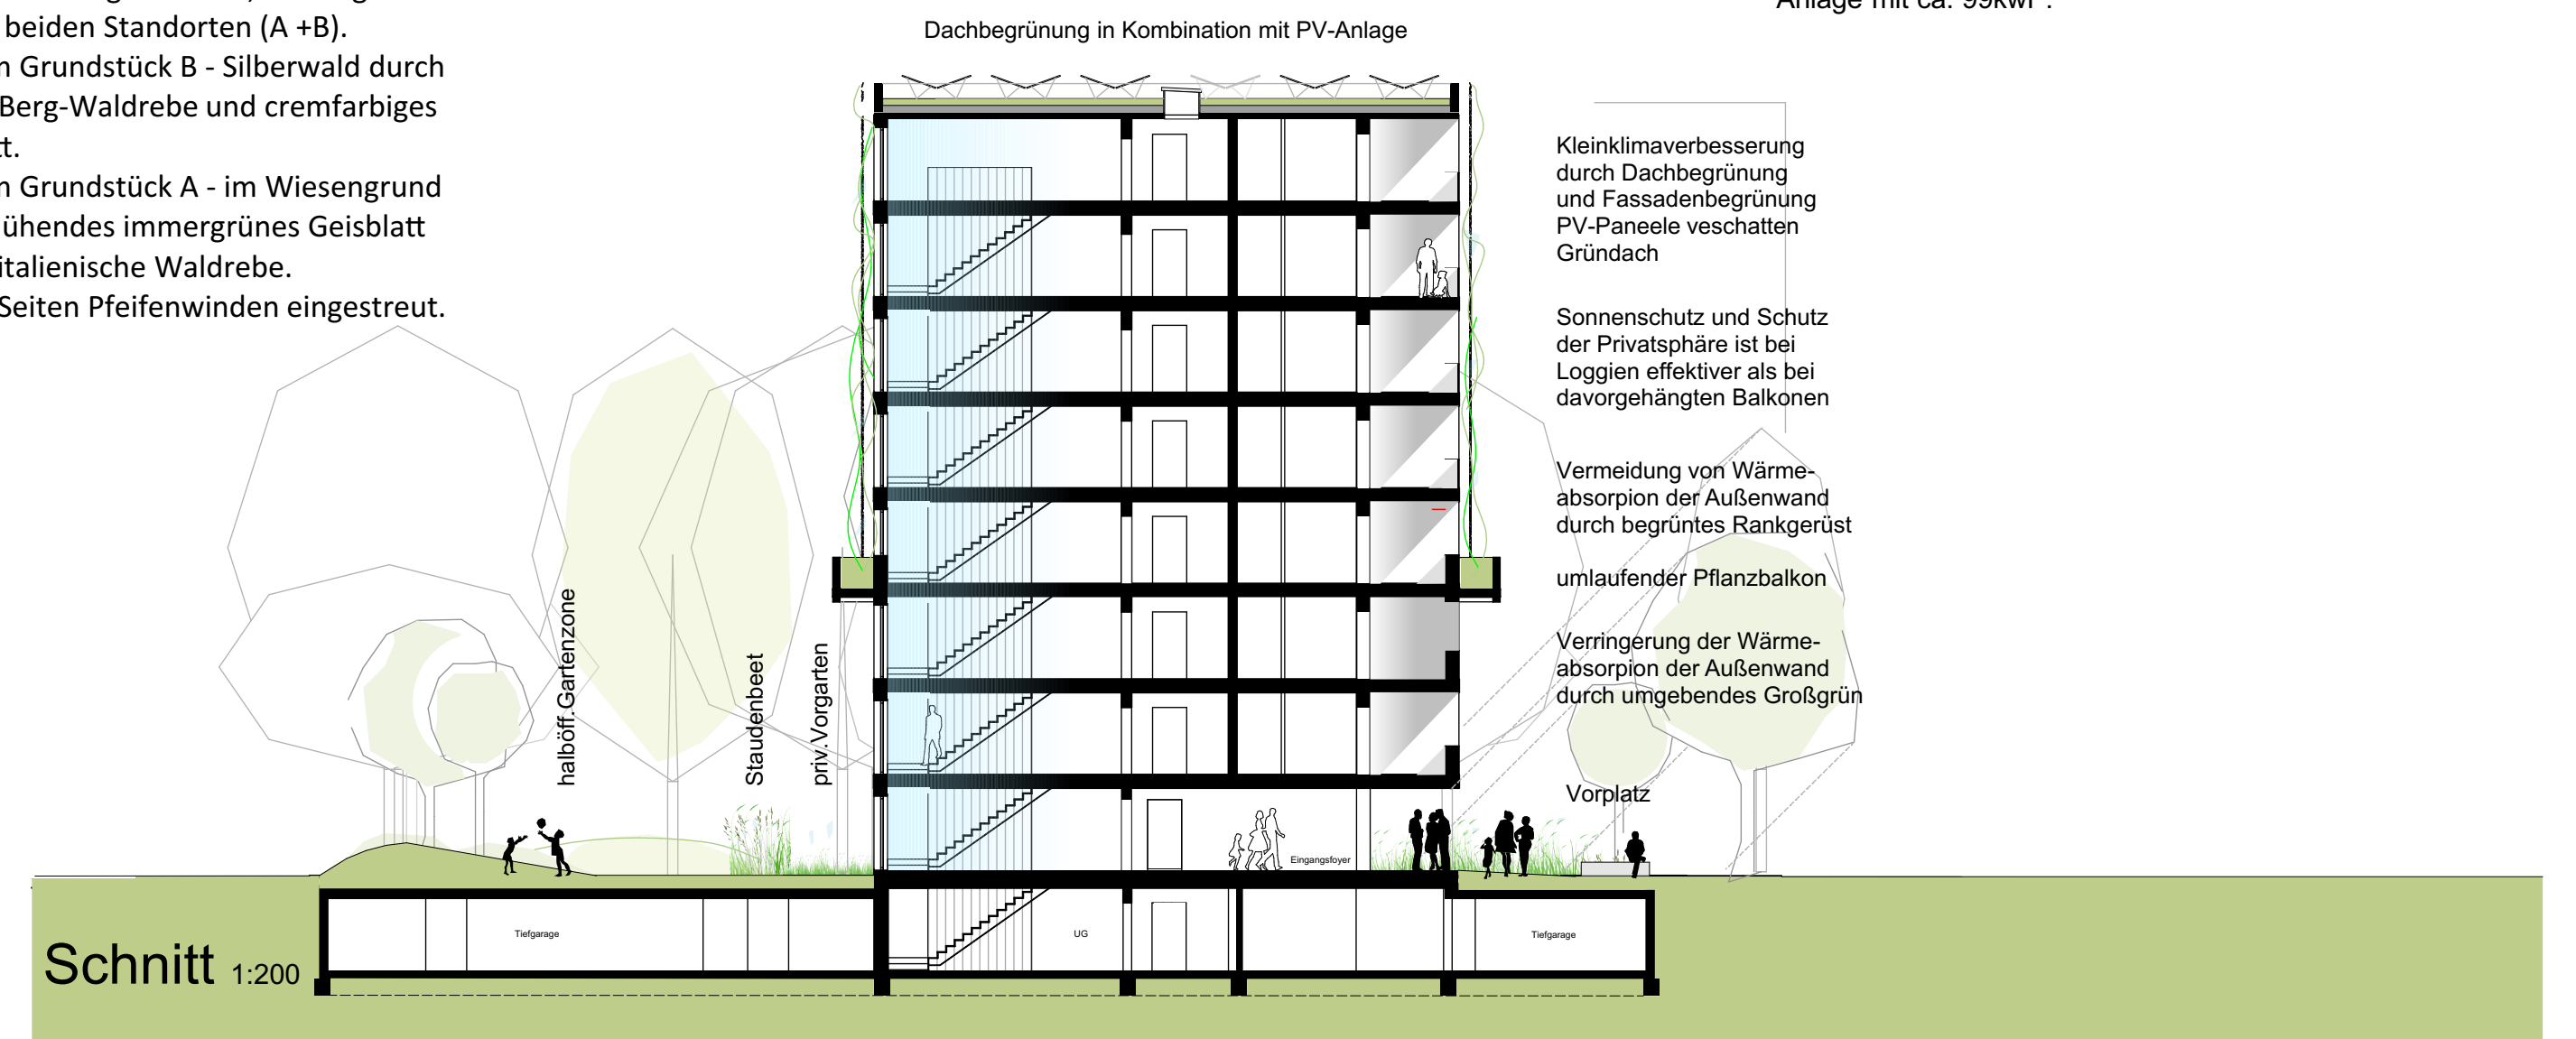 beiden Standorten (A +B).
Grundstück B - Silberwald durch
Berg-Waldrebe und cremfarbiges
Grundstück A - im Wiesengrund
immergrünes Geisblatt
italienische Waldrebe.
Seiten Pfeifenwinden eingestreut.
Dachbegrünung in Kombination mit PV-Anlage
Anlage mit ca. 99kWP.
Kleinklimaverbesserung
durch Dachbegrünung
und Fassadenbegrünung
PV-Paneele veschatten
Gründach
Sonnenschutz und Schutz
der Privatsphäre ist bei
Loggien effektiver als bei
davorgehängten Balkonen
Vermeidung von Wärme-
absorpion der Außenwand
durch begrüntes Rankgerüst
umlaufender Pflanzbalkon
Verringerung der Wärme-
absorpion der Außenwand
durch umgebendes Großgrün
Vorplatz
halböff.Gartenzone
Staudenbeet
priv.Vorgarten
Eingangsfoyer
Tiefgarage
UG
Tiefgarage
Schnitt 1:200